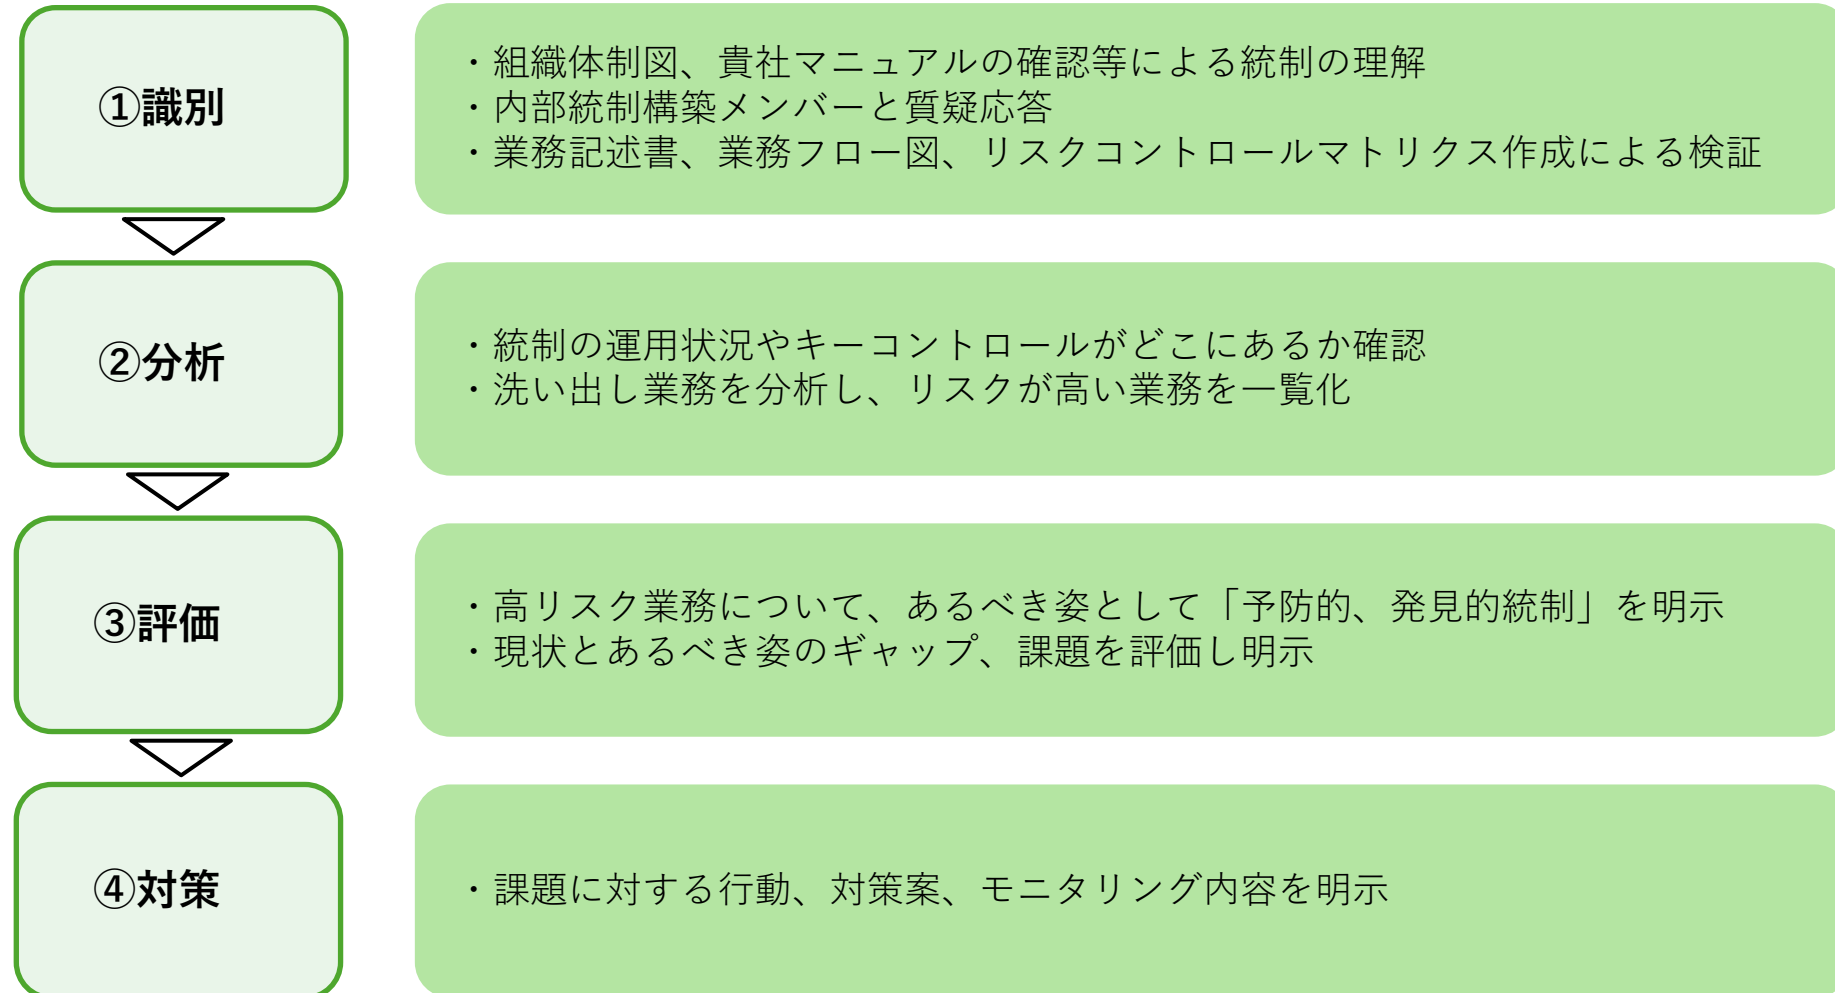 ①識別
・組織体制図、貴社マニュアルの確認等による統制の理解
・内部統制構築メンバーと質疑応答
・業務記述書、業務フロー図、リスクコントロールマトリクス作成による検証
②分析
・統制の運用状況やキーコントロールがどこにあるか確認
・洗い出し業務を分析し、リスクが高い業務を一覧化
③評価
・高リスク業務について、あるべき姿として「予防的、発見的統制」を明示
・現状とあるべき姿のギャップ、課題を評価し明示
④対策
・課題に対する行動、対策案、モニタリング内容を明示